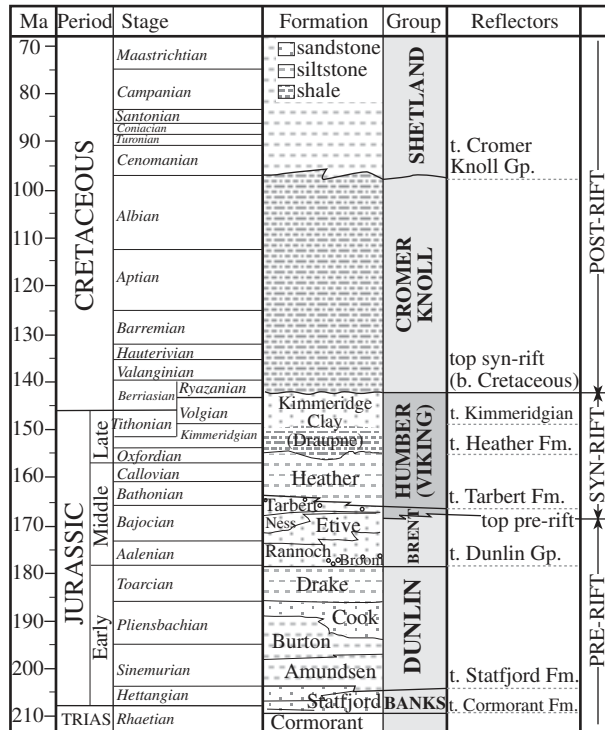 Ma Period Stage Formation Group Reflectors
70
80
90
100
110
120
130
140
150
160
170
180
190
200
210
CRETACEOUS
JURASSIC
TRIAS
Late
Middle
Early
Maastrichtian
Campanian
Santonian
Coniacian
Turonian
Cenomanian
Albian
Aptian
Barremian
Hauterivian
Valanginian
Berriasian
Ryazanian
Volgian
Tithonian
Kimmeridgian
Oxfordian
Callovian
Bathonian
Bajocian
Aalenian
Toarcian
Pliensbachian
Sinemurian
Hettangian
Rhaetian
sandstone
siltstone
shale
Kimmeridge
Clay
(Draupne)
Heather
Tarbert
Ness
Etive
Rannoch
Broom
Drake
Cook
Burton
Amundsen
Statfjord
Cormorant
SHETLAND
CROMER
KNOLL
HUMBER
(VIKING)
BRENT
DUNLIN
BANKS
t. Cromer
Knoll Gp.
top syn-rift
(b. Cretaceous)
t. Kimmeridgian
t. Heather Fm.
t. Tarbert Fm.
top pre-rift
t. Dunlin Gp.
t. Statfjord Fm.
t. Cormorant Fm.
POST-RIFT
SYN-RIFT
PRE-RIFT